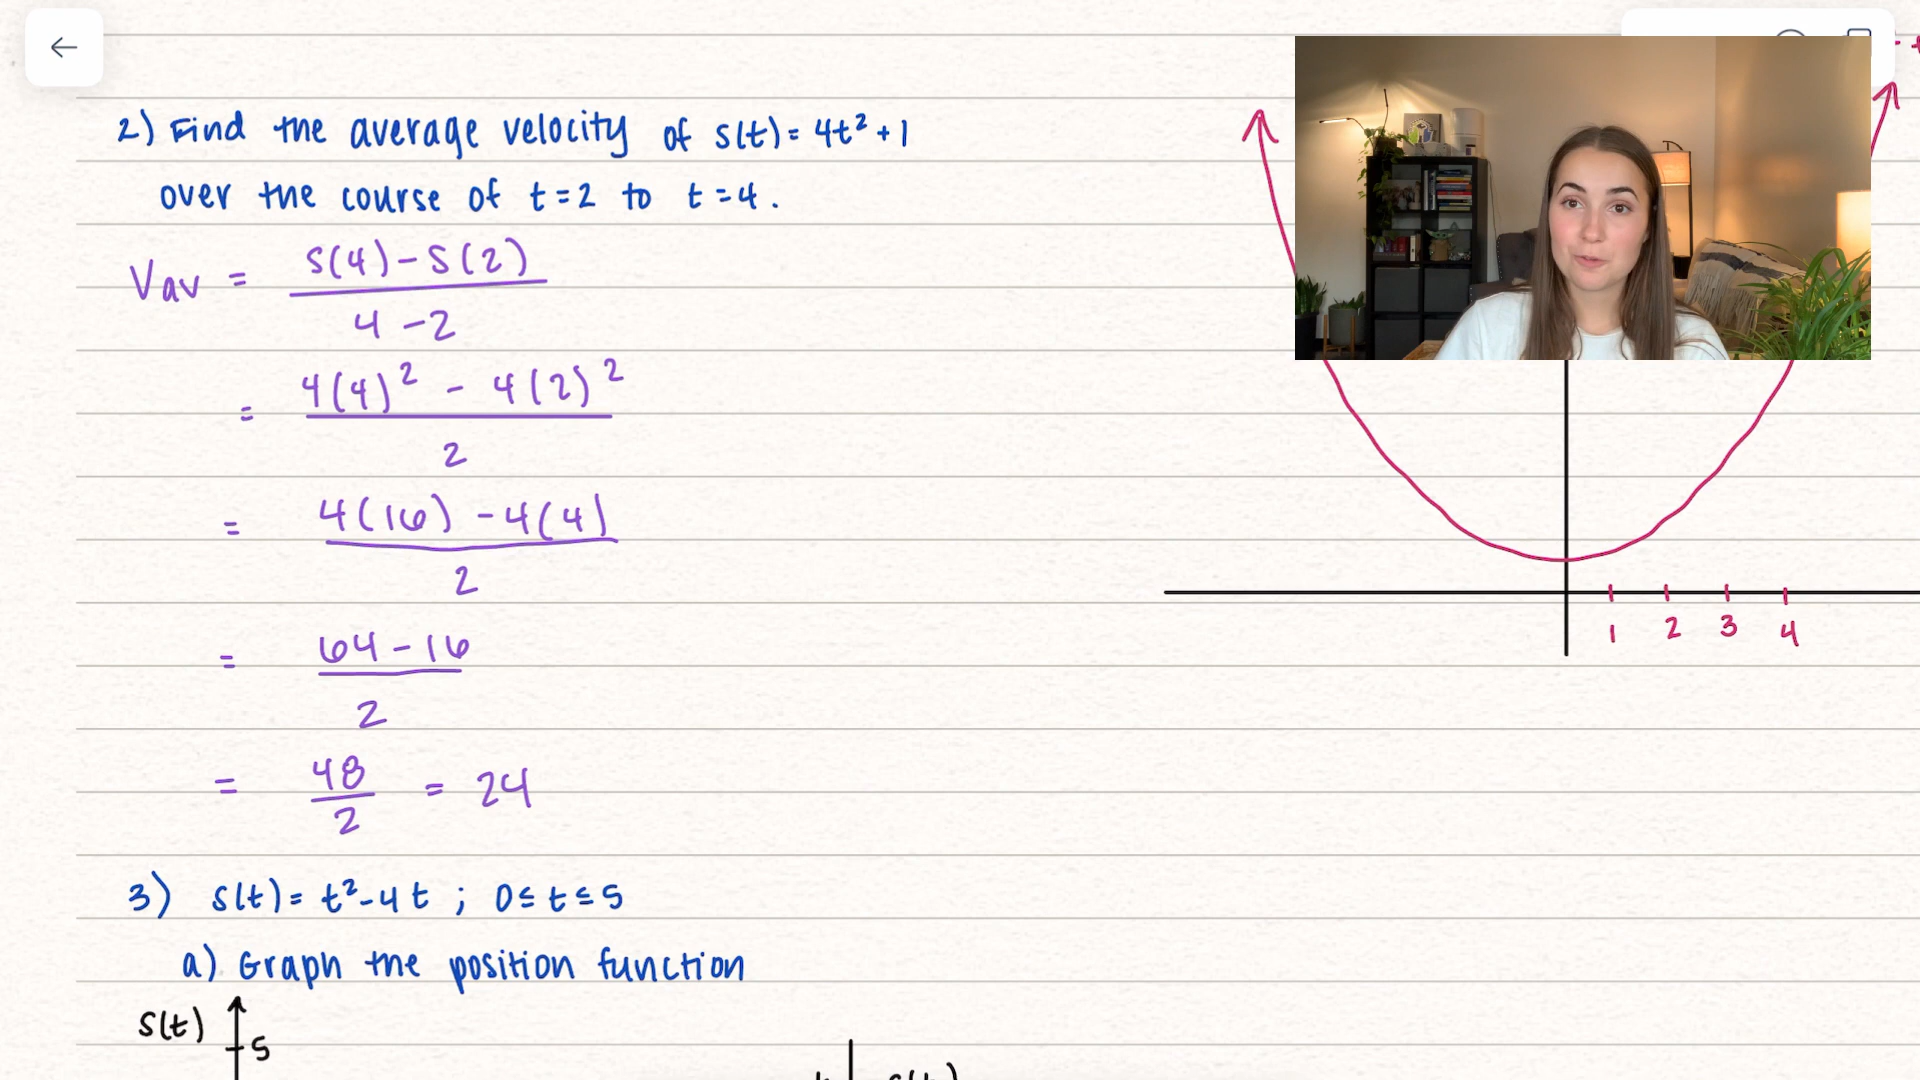 2) Find the average velocity of s(t) = 4t² + 1
over the course of t = 2 to t = 4.
Vav = s(4) - s(2) / 4 - 2
= 4(4)² - 4(2)² / 2
= 4(16) - 4(4) / 2
= 64 - 16 / 2
= 48 / 2 = 24
1 2 3 4
3) s(t) = t² - 4t ; 0 ≤ t ≤ 5
a) Graph the position function
s(t)
5